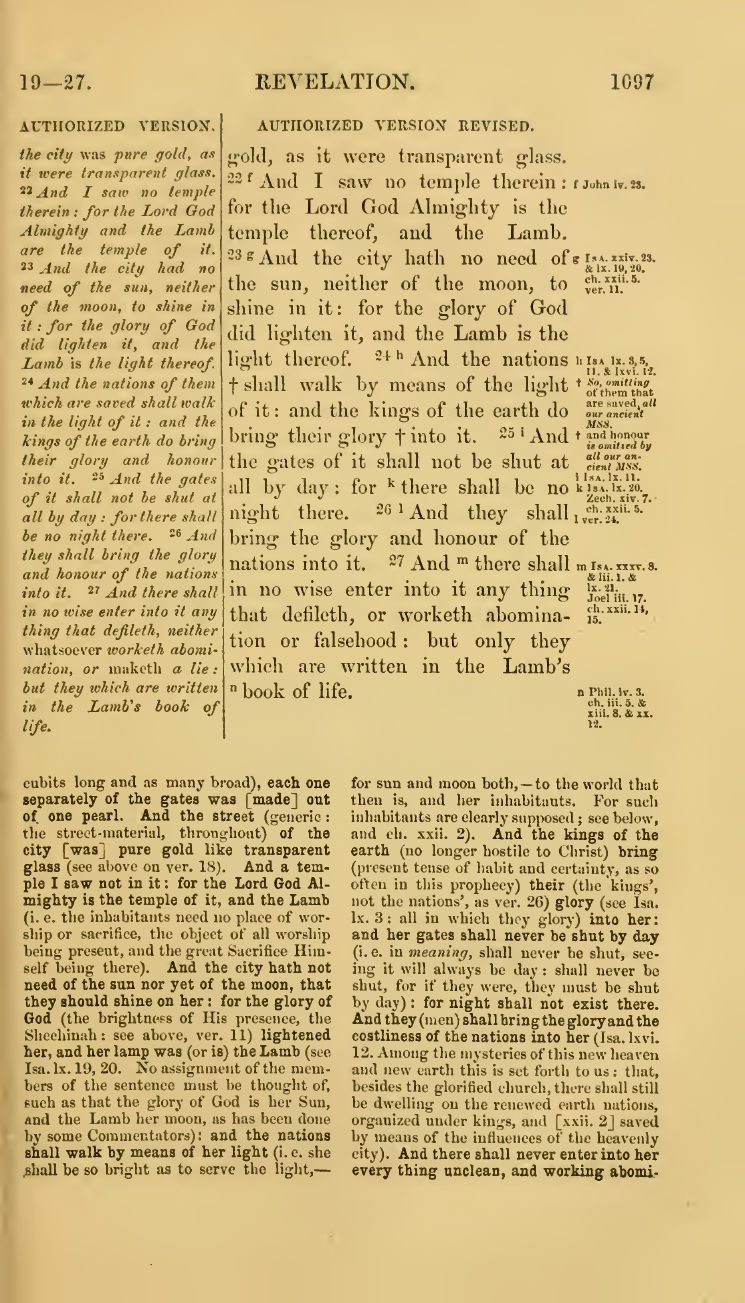 19—27. REVELATION. 1097
AUTHORIZED VERSION.
the city was pure gold, as
it were transparent glass.
22 And I saw no temple
therein: for the Lord God
Almighty and the Lamb
are the temple of it.
23 And the city had no
need of the sun, neither
of the moon, to shine in
it: for the glory of God
did lighten it, and the
Lamb is the light thereof.
24 And the nations of them
which are saved shall walk
in the light of it: and the
kings of the earth do bring
their glory and honour
into it. 25 And the gates
of it shall not be shut at
all by day: for there shall
be no night there. 26 And
they shall bring the glory
and honour of the nations
into it. 27 And there shall
in no wise enter into it any
thing that defileth, neither
whatsoever worketh abomi-
nation, or maketh a lie:
but they which are written
in the Lamb's book of
life.
AUTHORIZED VERSION REVISED.
gold, as it were transparent glass.
22 f And I saw no temple therein:
for the Lord God Almighty is the
temple thereof, and the Lamb.
23 g And the city hath no need of
the sun, neither of the moon, to
shine in it: for the glory of God
did lighten it, and the Lamb is the
light thereof. 24 h And the nations
† shall walk by means of the light
of it: and the kings of the earth do
bring their glory † into it. 25 i And
the gates of it shall not be shut at
all by day: for k there shall be no
night there. 26 l And they shall
bring the glory and honour of the
nations into it. 27 And m there shall
in no wise enter into it any thing
that defileth, or worketh abomina-
tion or falsehood: but only they
which are written in the Lamb's
n book of life.
f John iv. 23.
g Isa. xxiv. 23.
& lx. 19, 20.
ch. xxii. 5.
ver. 11.
h Isa lx. 3, 5,
11. & lxvi. 12.
† So, omitting
of them that
are saved, all
our ancient
MSS.
† and honour
is omitted by
all our an-
cient MSS.
i Isa. lx. 11.
k Isa. lx. 20.
Zech. xiv. 7.
ch. xxii. 5.
l ver. 24.
m Isa. xxxv. 8.
& lii. 1. &
lx. 21.
Joel iii. 17.
ch. xxii. 14,
15.
n Phil. iv. 3.
ch. iii. 5. &
xiii. 8. & xx.
12.
cubits long and as many broad), each one
separately of the gates was [made] out
of one pearl. And the street (generic:
the street-material, throughout) of the
city [was] pure gold like transparent
glass (see above on ver. 18). And a tem-
ple I saw not in it: for the Lord God Al-
mighty is the temple of it, and the Lamb
(i. e. the inhabitants need no place of wor-
ship or sacrifice, the object of all worship
being present, and the great Sacrifice Him-
self being there). And the city hath not
need of the sun nor yet of the moon, that
they should shine on her: for the glory of
God (the brightness of His presence, the
Shechinah: see above, ver. 11) lightened
her, and her lamp was (or is) the Lamb (see
Isa. lx. 19, 20. No assignment of the mem-
bers of the sentence must be thought of,
such as that the glory of God is her Sun,
and the Lamb her moon, as has been done
by some Commentators): and the nations
shall walk by means of her light (i. e. she
shall be so bright as to serve the light,—
for sun and moon both,—to the world that
then is, and her inhabitants. For such
inhabitants are clearly supposed; see below,
and ch. xxii. 2). And the kings of the
earth (no longer hostile to Christ) bring
(present tense of habit and certainty, as so
often in this prophecy) their (the 'kings',
not the nations', as ver. 26) glory (see Isa.
lx. 3: all in which they glory) into her:
and her gates shall never be shut by day
(i. e. in meaning, shall never be shut, see-
ing it will always be day: shall never be
shut, for if they were, they must be shut
by day): for night shall not exist there.
And they (men) shall bring the glory and the
costliness of the nations into her (Isa. lxvi.
12. Among the mysteries of this new heaven
and new earth this is set forth to us: that,
besides the glorified church, there shall still
be dwelling on the renewed earth nations,
organized under kings, and [xxii. 2] saved
by means of the influences of the heavenly
city). And there shall never enter into her
every thing unclean, and working abomi-